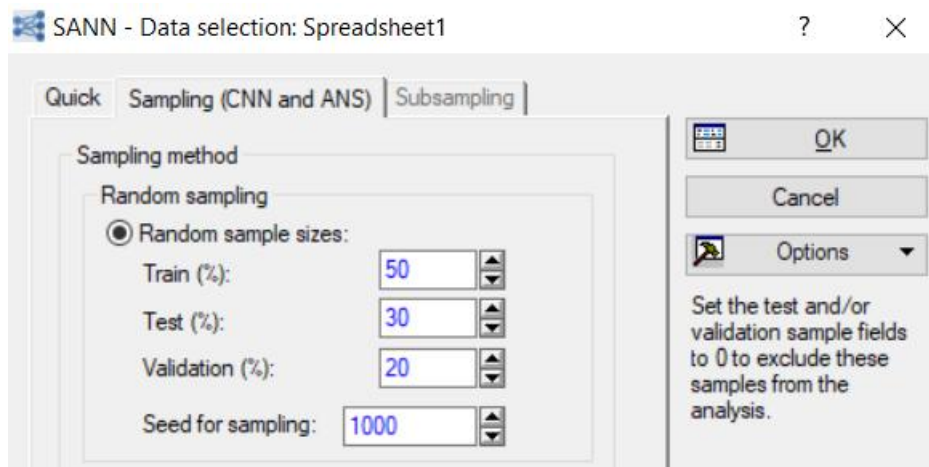 SANN - Data selection: Spreadsheet1 ?
Quick Sampling (CNN and ANS) Subsampling
Sampling method
Random sampling
Random sample sizes:
Train (%): 50
Test (%): 30
Validation (%): 20
Seed for sampling: 1000
OK
Cancel
Options
Set the test and/or
validation sample fields
to 0 to exclude these
samples from the
analysis.